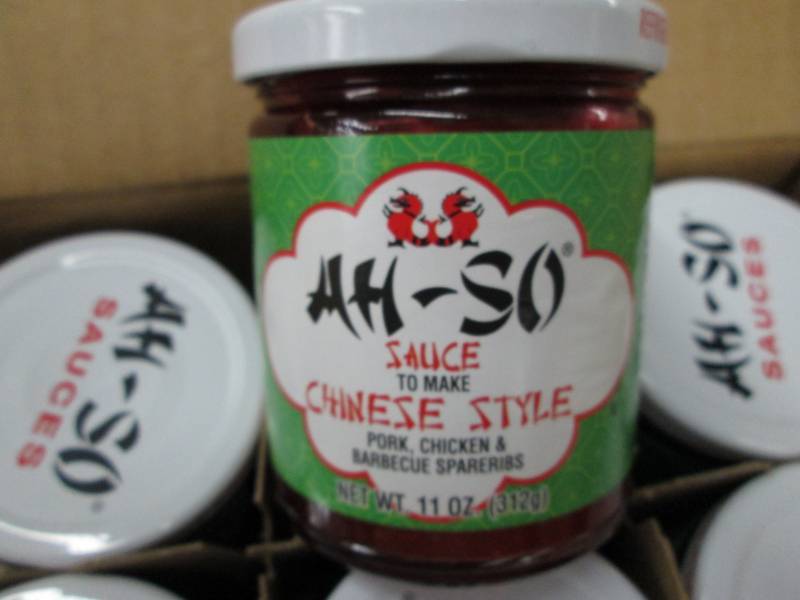 AH-SO®
SAUCE
TO MAKE
CHINESE STYLE
PORK, CHICKEN &
BARBECUE SPARERIBS
NET WT. 11 OZ. (312g)
AH-SO
SAUCES
AH-SO
SAUCES